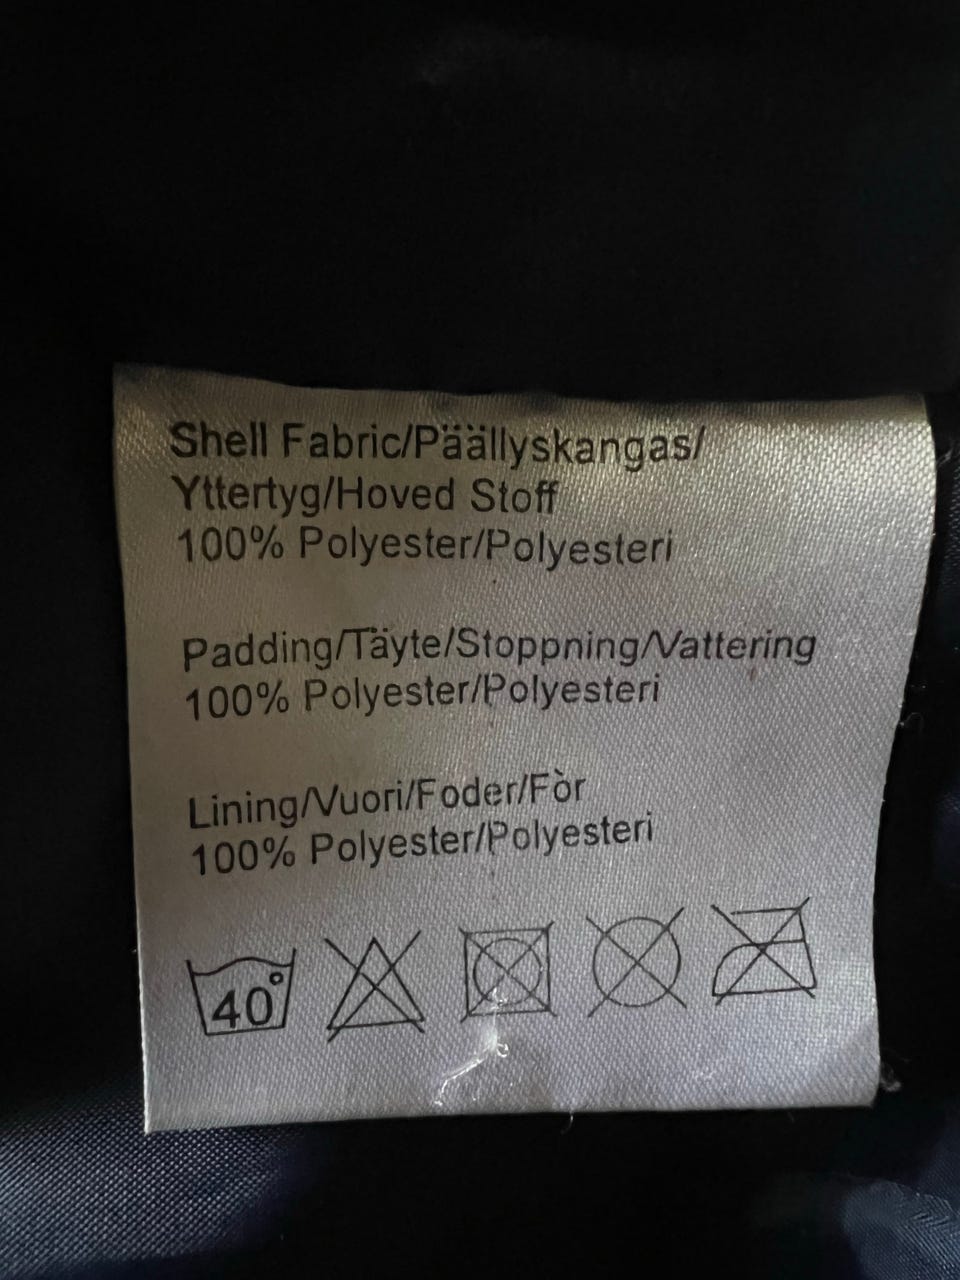 Shell Fabric/Päällyskangas/
Yttertyg/Hoved Stoff
100% Polyester/Polyesteri
Padding/Täyte/Stoppning/Vattering
100% Polyester/Polyesteri
Lining/Vuori/Foder/Fòr
100% Polyester/Polyesteri
40°